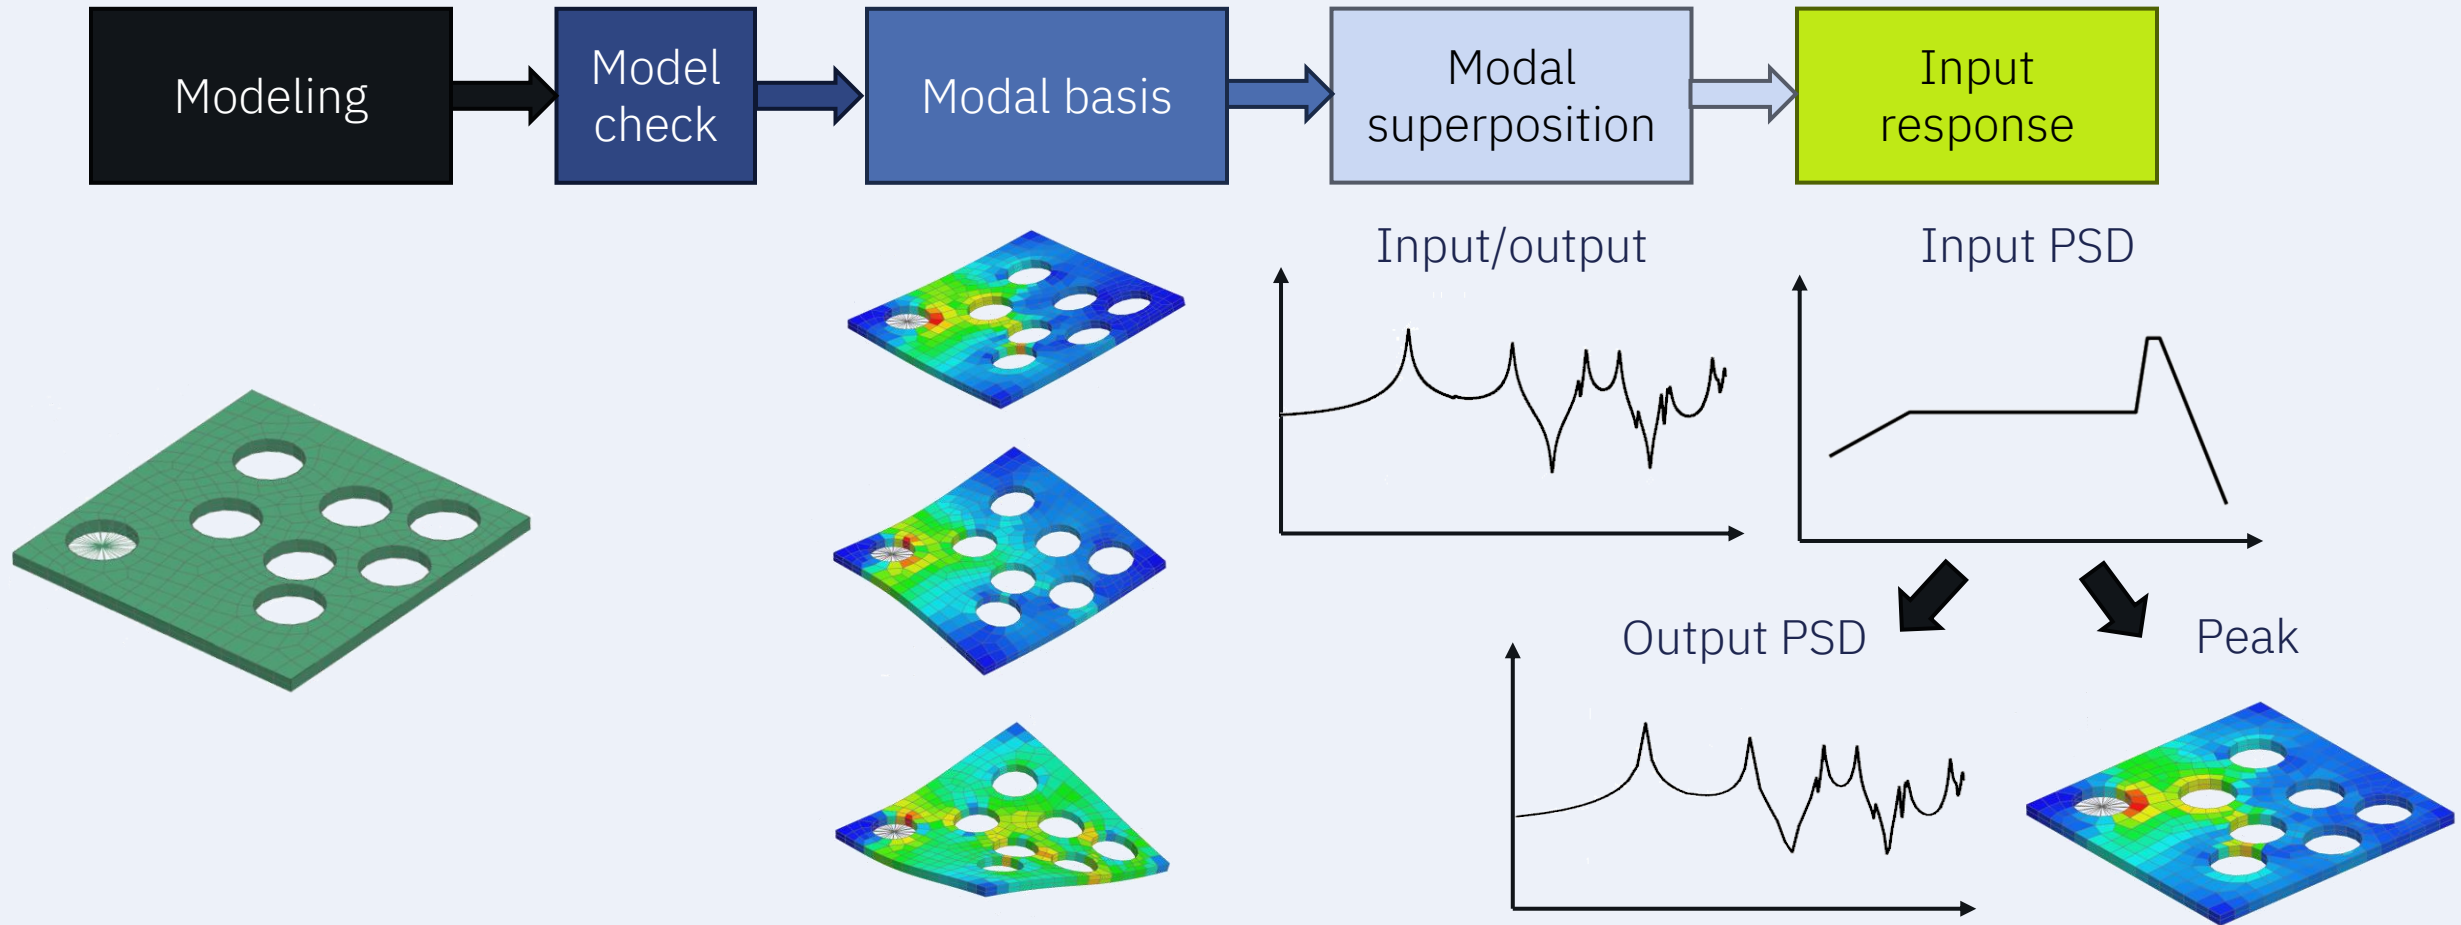 Modeling
Model
check
Modal basis
Modal
superposition
Input
response
Input/output
Input PSD
Output PSD
Peak